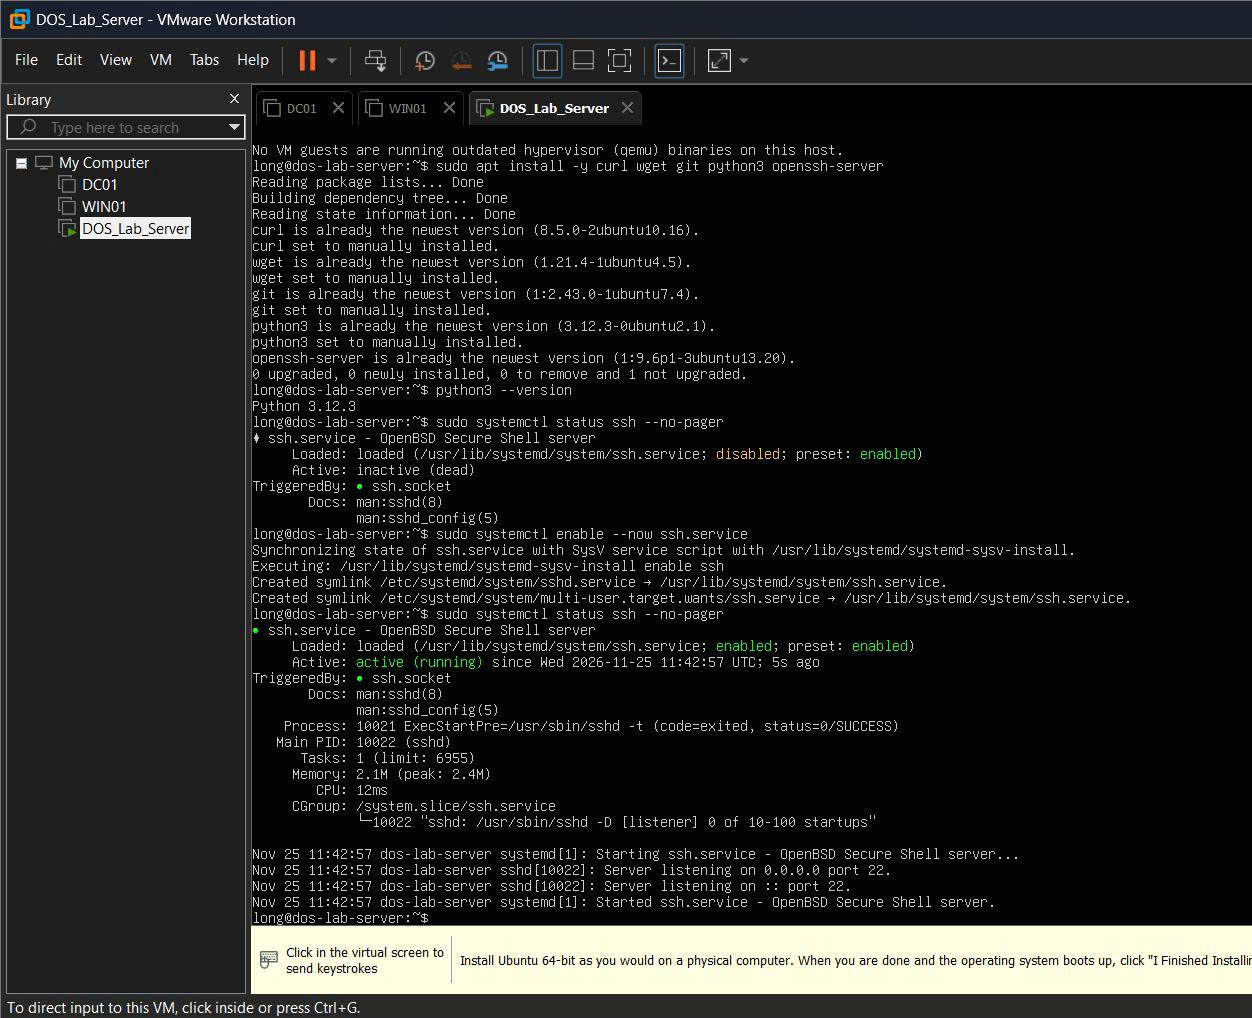 DOS_Lab_Server - VMware Workstation
File Edit View VM Tabs Help
Library
Type here to search
My Computer
DC01
WIN01
DOS_Lab_Server
DC01 WIN01 DOS_Lab_Server
No VM guests are running outdated hypervisor (qemu) binaries on this host.
long@dos-lab-server:~$ sudo apt install -y curl wget git python3 openssh-server
Reading package lists... Done
Building dependency tree... Done
Reading state information... Done
curl is already the newest version (8.5.0-2ubuntu10.16).
curl set to manually installed.
wget is already the newest version (1.21.4-1ubuntu4.5).
wget set to manually installed.
git is already the newest version (1:2.43.0-1ubuntu7.4).
git set to manually installed.
python3 is already the newest version (3.12.3-0ubuntu2.1).
python3 set to manually installed.
openssh-server is already the newest version (1:9.6p1-3ubuntu13.20).
0 upgraded, 0 newly installed, 0 to remove and 1 not upgraded.
long@dos-lab-server:~$ python3 --version
Python 3.12.3
long@dos-lab-server:~$ sudo systemctl status ssh --no-pager
♦ ssh.service - OpenBSD Secure Shell server
Loaded: loaded (/usr/lib/systemd/system/ssh.service; disabled; preset: enabled)
Active: inactive (dead)
TriggeredBy: ● ssh.socket
Docs: man:sshd(8)
man:sshd_config(5)
long@dos-lab-server:~$ sudo systemctl enable --now ssh.service
Synchronizing state of ssh.service with SysV service script with /usr/lib/systemd/systemd-sysv-install.
Executing: /usr/lib/systemd/systemd-sysv-install enable ssh
Created symlink /etc/systemd/system/sshd.service → /usr/lib/systemd/system/ssh.service.
Created symlink /etc/systemd/system/multi-user.target.wants/ssh.service → /usr/lib/systemd/system/ssh.service.
long@dos-lab-server:~$ sudo systemctl status ssh --no-pager
● ssh.service - OpenBSD Secure Shell server
Loaded: loaded (/usr/lib/systemd/system/ssh.service; enabled; preset: enabled)
Active: active (running) since Wed 2026-11-25 11:42:57 UTC; 5s ago
TriggeredBy: ● ssh.socket
Docs: man:sshd(8)
man:sshd_config(5)
Process: 10021 ExecStartPre=/usr/sbin/sshd -t (code=exited, status=0/SUCCESS)
Main PID: 10022 (sshd)
Tasks: 1 (limit: 6955)
Memory: 2.1M (peak: 2.4M)
CPU: 12ms
CGroup: /system.slice/ssh.service
└─10022 "sshd: /usr/sbin/sshd -D [listener] 0 of 10-100 startups"
Nov 25 11:42:57 dos-lab-server systemd[1]: Starting ssh.service - OpenBSD Secure Shell server...
Nov 25 11:42:57 dos-lab-server sshd[10022]: Server listening on 0.0.0.0 port 22.
Nov 25 11:42:57 dos-lab-server sshd[10022]: Server listening on :: port 22.
Nov 25 11:42:57 dos-lab-server systemd[1]: Started ssh.service - OpenBSD Secure Shell server.
long@dos-lab-server:~$
Click in the virtual screen to
send keystrokes
Install Ubuntu 64-bit as you would on a physical computer. When you are done and the operating system boots up, click "I Finished Installin
To direct input to this VM, click inside or press Ctrl+G.